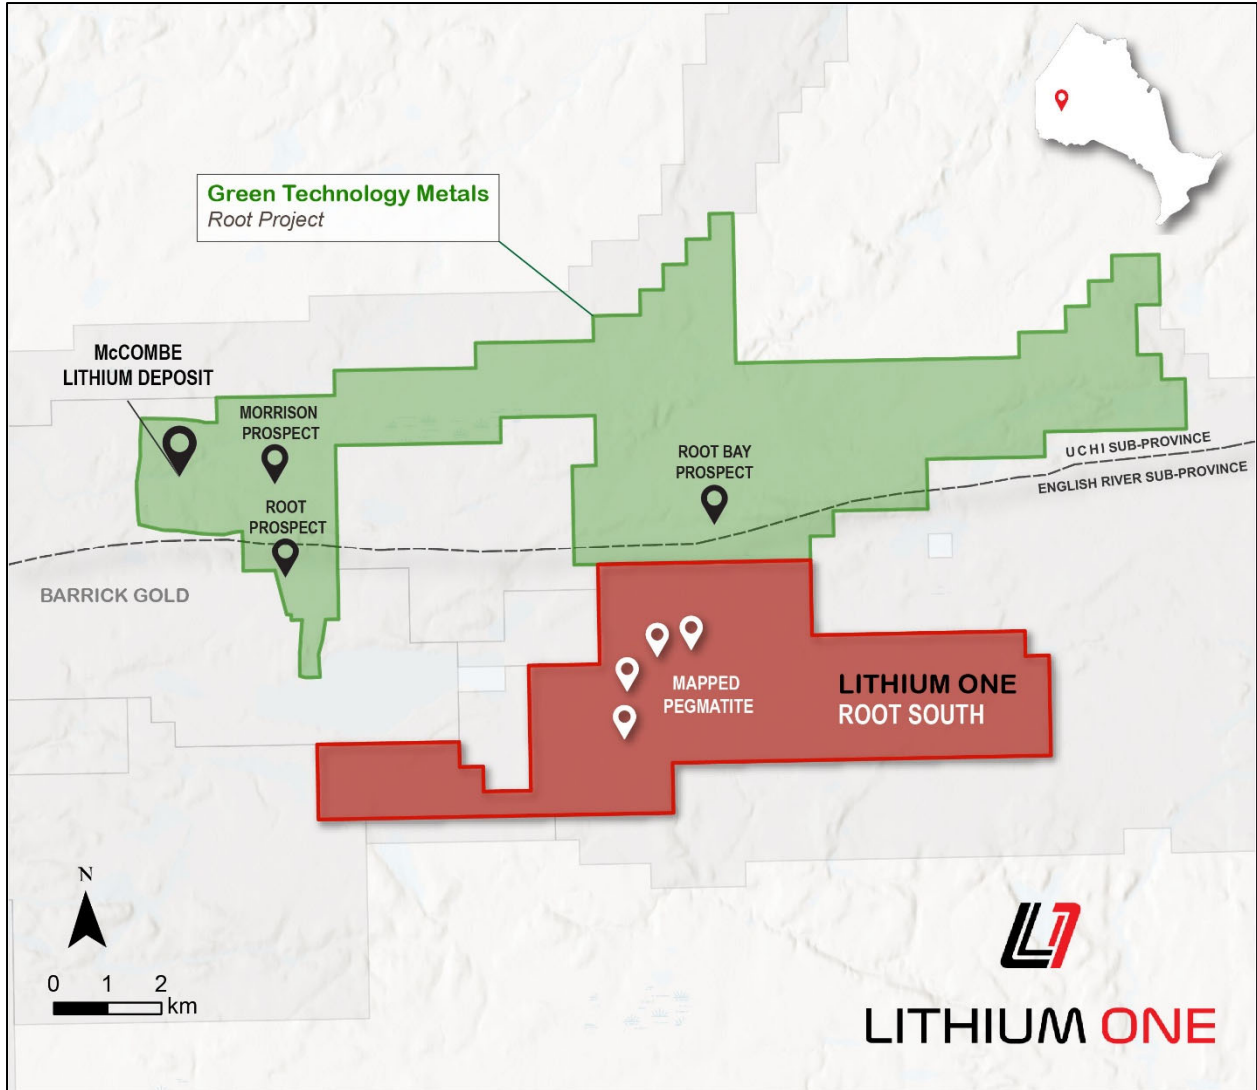 Green Technology Metals
Root Project
McCOMBE
LITHIUM DEPOSIT
MORRISON
PROSPECT
ROOT
PROSPECT
ROOT BAY
PROSPECT
UCHI SUB-PROVINCE
ENGLISH RIVER SUB-PROVINCE
BARRICK GOLD
MAPPED
PEGMATITE
LITHIUM ONE
ROOT SOUTH
N
0 1 2
km
LITHIUM ONE